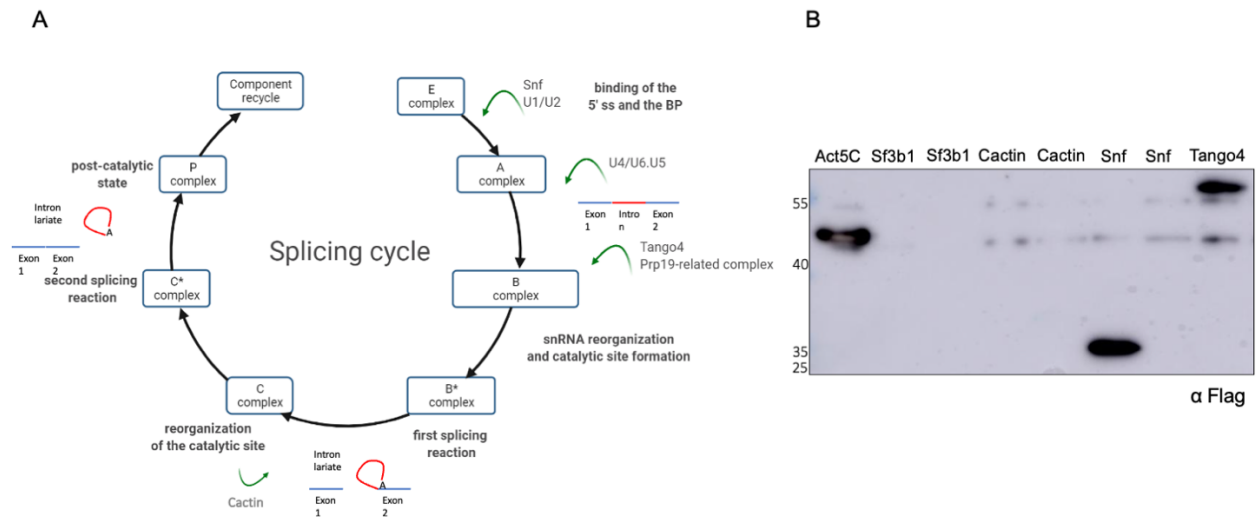 A
Component
recycle
E
complex
Snf
U1/U2
binding of the
5' ss and the BP
post-catalytic
state
P
complex
A
complex
U4/U6.U5
Intron
lariate
A
Exon
1
Exon
2
Exon
1
Intro
n
Exon
2
Splicing cycle
Tango4
Prp19-related complex
second splicing
reaction
C*
complex
B
complex
snRNA reorganization
and catalytic site formation
C
complex
B*
complex
reorganization
of the catalytic site
first splicing
reaction
Intron
lariate
A
Cactin
Exon
1
Exon
2
B
Act5C Sf3b1 Sf3b1 Cactin Cactin Snf Snf Tango4
55
40
35
25
α Flag